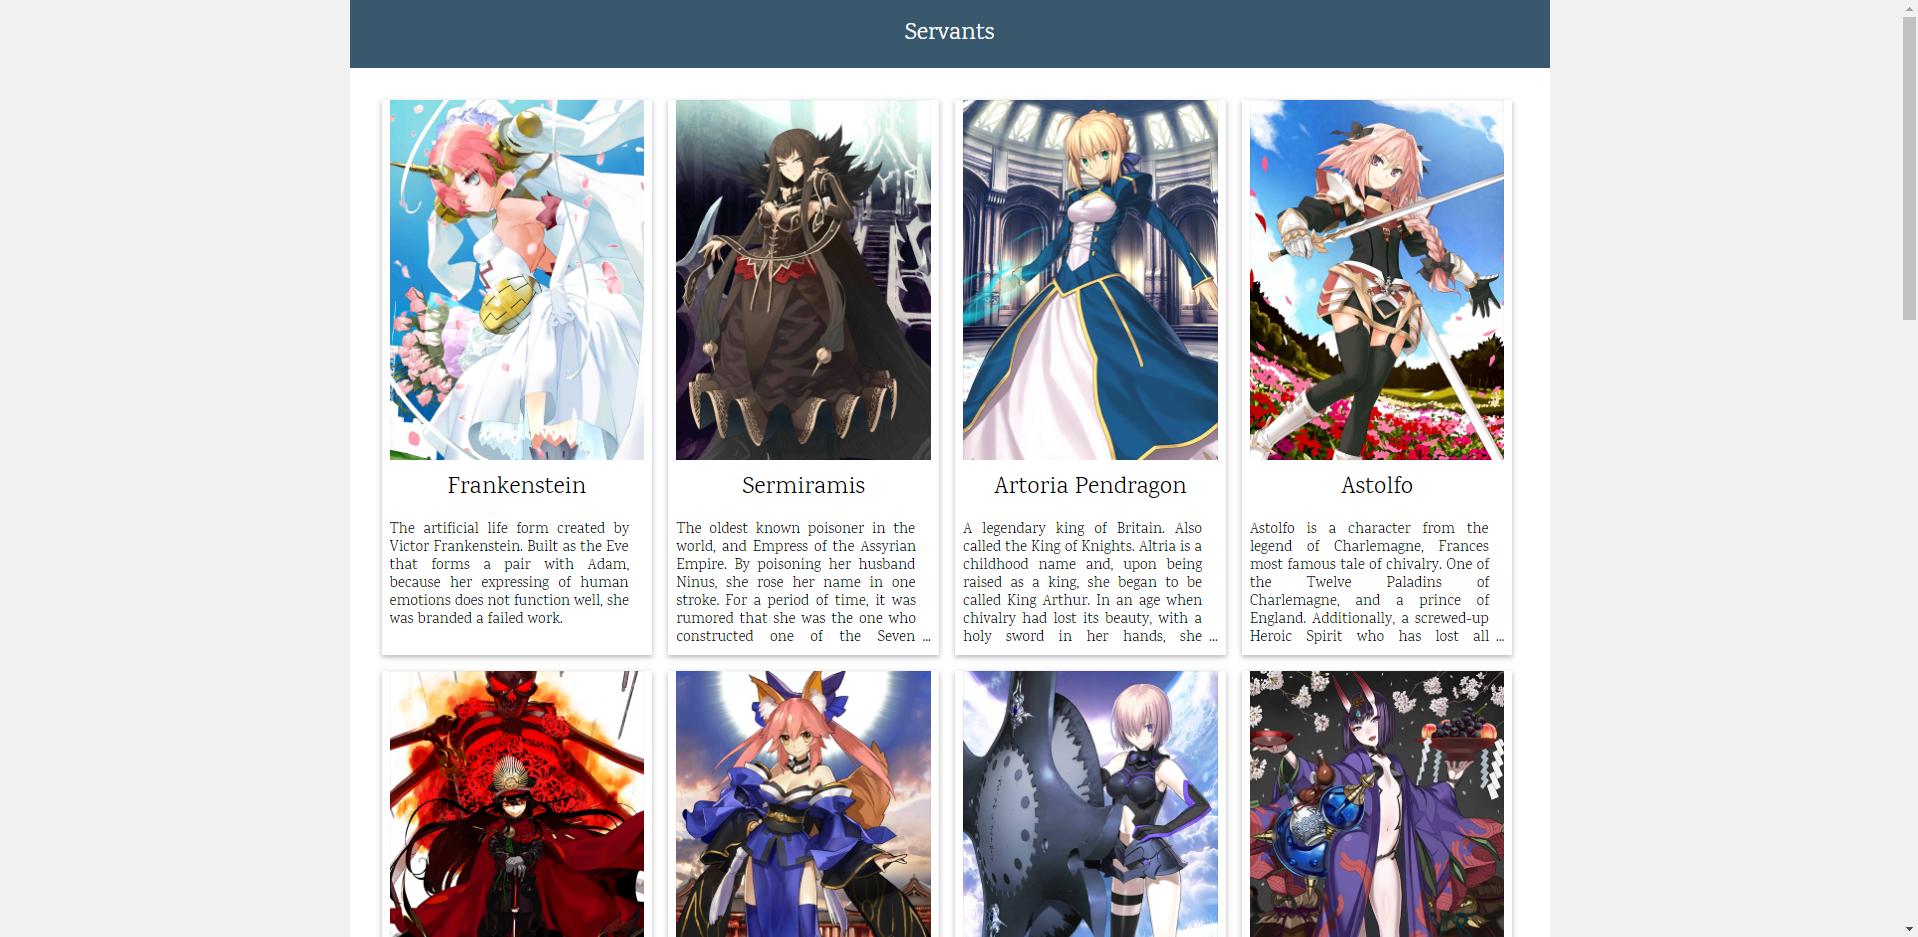 Servants
Frankenstein
The artificial life form created by
Victor Frankenstein. Built as the Eve
that forms a pair with Adam,
because her expressing of human
emotions does not function well, she
was branded a failed work.
Sermiramis
The oldest known poisoner in the
world, and Empress of the Assyrian
Empire. By poisoning her husband
Ninus, she rose her name in one
stroke. For a period of time, it was
rumored that she was the one who
constructed one of the Seven ...
Artoria Pendragon
A legendary king of Britain. Also
called the King of Knights. Altria is a
childhood name and, upon being
raised as a king, she began to be
called King Arthur. In an age when
chivalry had lost its beauty, with a
holy sword in her hands, she ...
Astolfo
Astolfo is a character from the
legend of Charlemagne, Frances
most famous tale of chivalry. One of
the Twelve Paladins of
Charlemagne, and a prince of
England. Additionally, a screwed-up
Heroic Spirit who has lost all ...